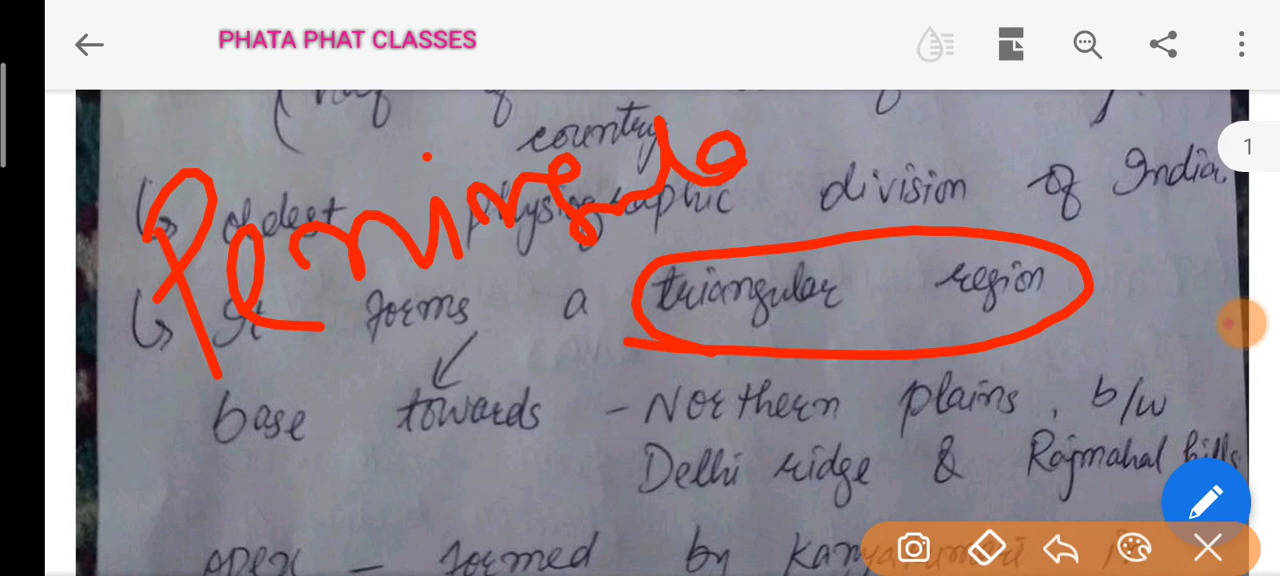 PHATA PHAT CLASSES
country
1
↳ oldest physiographic division of India.
Peninsula
↳ It forms a triangular region
base towards - Northern plains, b/w
Delhi ridge & Rajmahal hills
Apex - formed by Kanyakumari